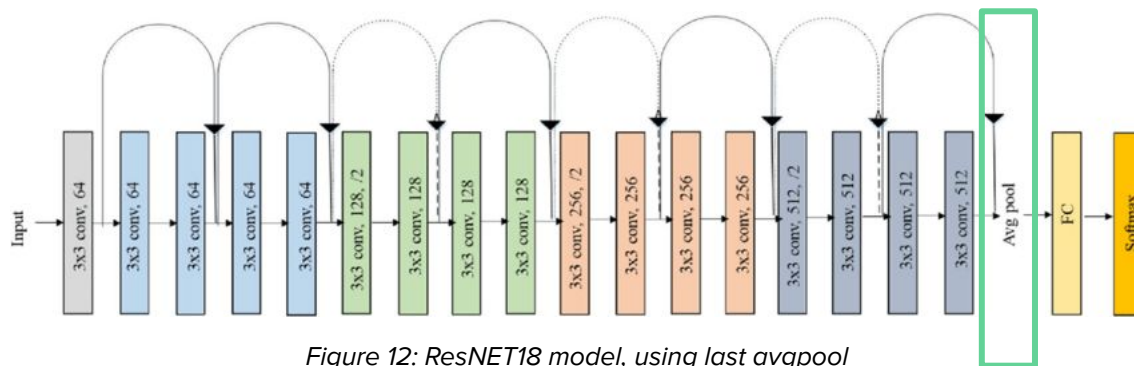 Input
3x3 conv, 64
3x3 conv, 64
3x3 conv, 64
3x3 conv, 64
3x3 conv, 64
3x3 conv, 128, /2
3x3 conv, 128
3x3 conv, 128
3x3 conv, 128
3x3 conv, 256, /2
3x3 conv, 256
3x3 conv, 256
3x3 conv, 256
3x3 conv, 512, /2
3x3 conv, 512
3x3 conv, 512
3x3 conv, 512
Avg pool
FC
Softmax
Figure 12: ResNET18 model, using last avgpool